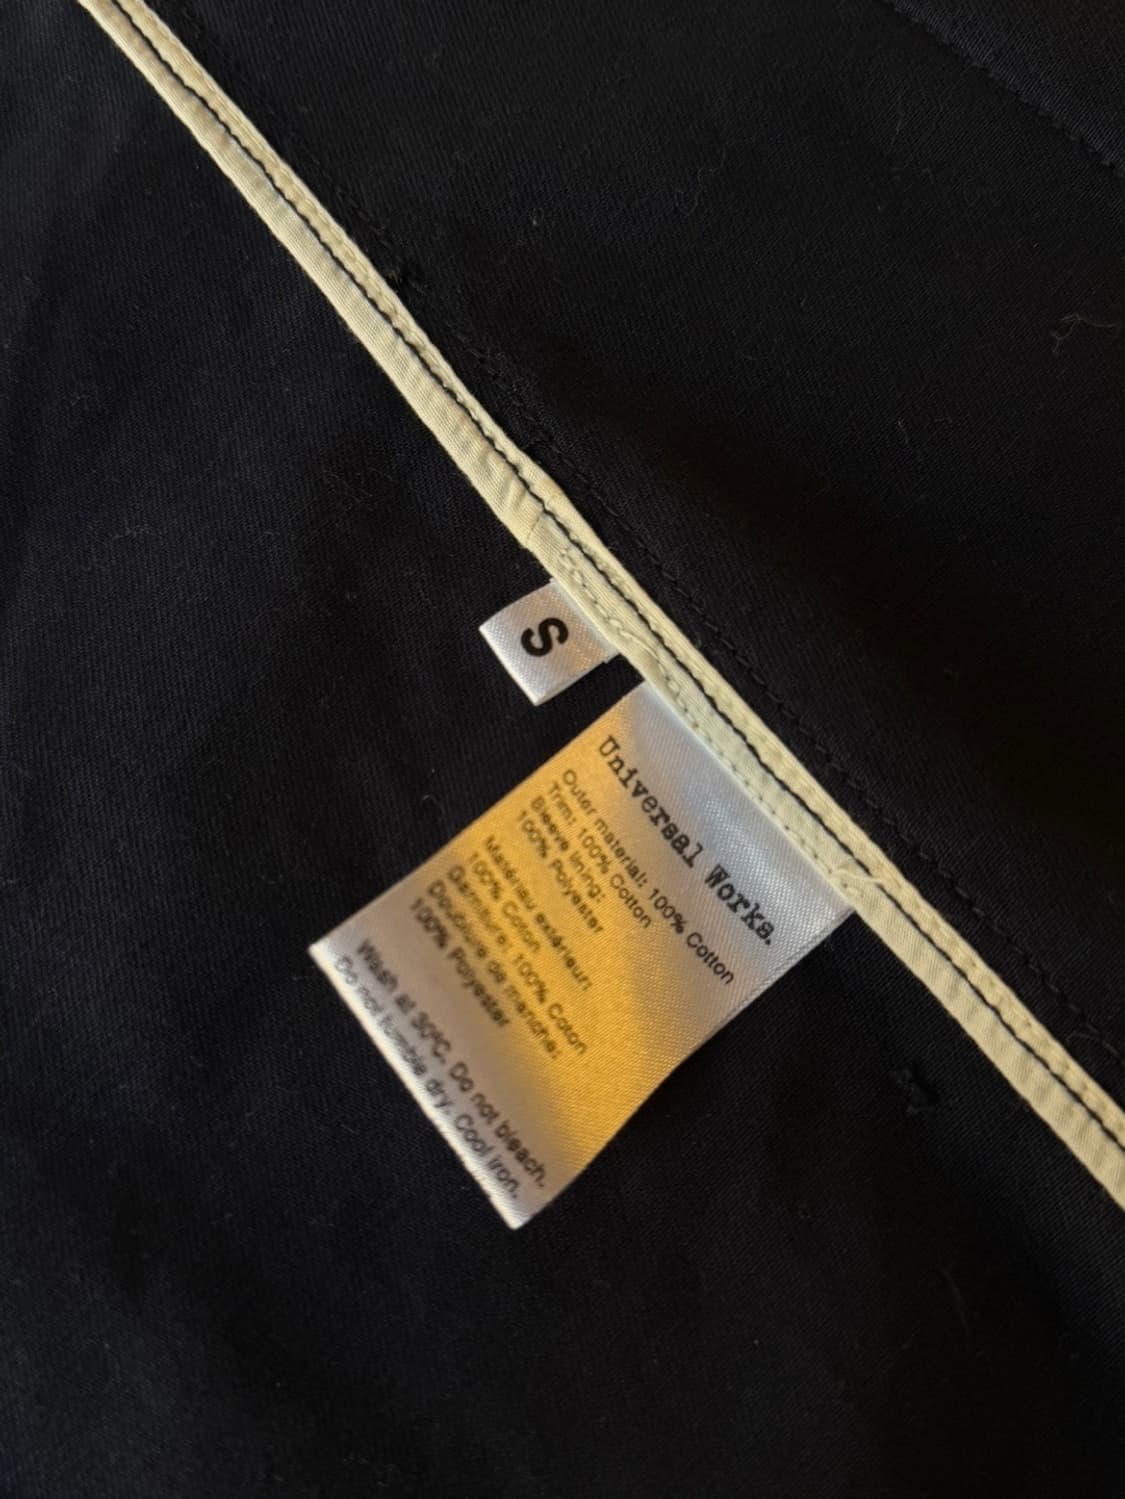 S
Universal Works.
Outer material: 100% Cotton
Trim: 100% Cotton
Sleeve lining:
100% Polyester
Matérieu extérieur:
100% Coton
Garniture: 100% Coton
Doublure de manche:
100% Polyester
Wash at 30°C. Do not bleach.
Do not tumble dry. Cool iron.